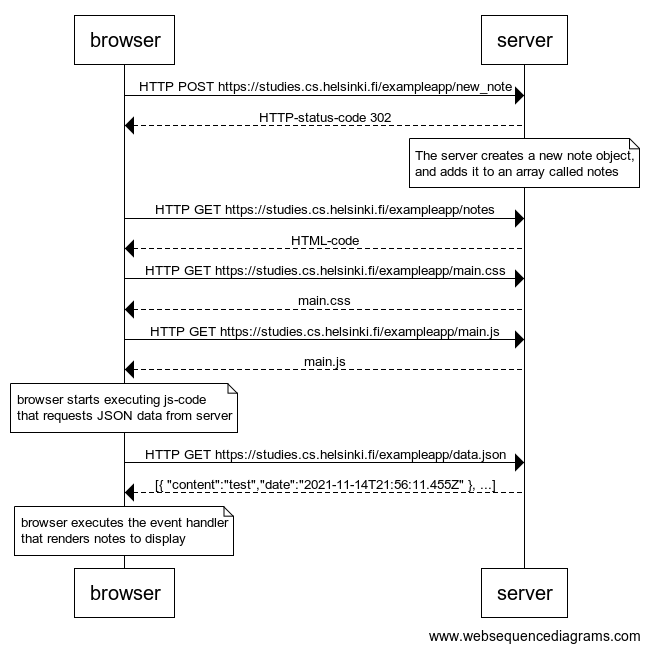 browser server
HTTP POST https://studies.cs.helsinki.fi/exampleapp/new_note
HTTP-status-code 302
The server creates a new note object,
and adds it to an array called notes
HTTP GET https://studies.cs.helsinki.fi/exampleapp/notes
HTML-code
HTTP GET https://studies.cs.helsinki.fi/exampleapp/main.css
main.css
HTTP GET https://studies.cs.helsinki.fi/exampleapp/main.js
main.js
browser starts executing js-code
that requests JSON data from server
HTTP GET https://studies.cs.helsinki.fi/exampleapp/data.json
[{ "content":"test","date":"2021-11-14T21:56:11.455Z" }, ...]
browser executes the event handler
that renders notes to display
browser server
www.websequencediagrams.com